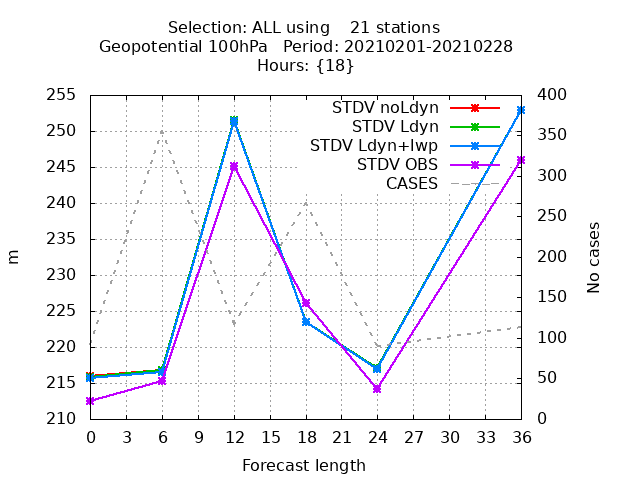 Selection: ALL using    21 stations
Geopotential 100hPa   Period: 20210201-20210228
Hours: {18}
STDV noLdyn
STDV Ldyn
STDV Ldyn+lwp
STDV OBS
CASES
m
255
250
245
240
235
230
225
220
215
210
400
350
300
250
200
150
100
50
0
No cases
0 3 6 9 12 15 18 21 24 27 30 33 36
Forecast length